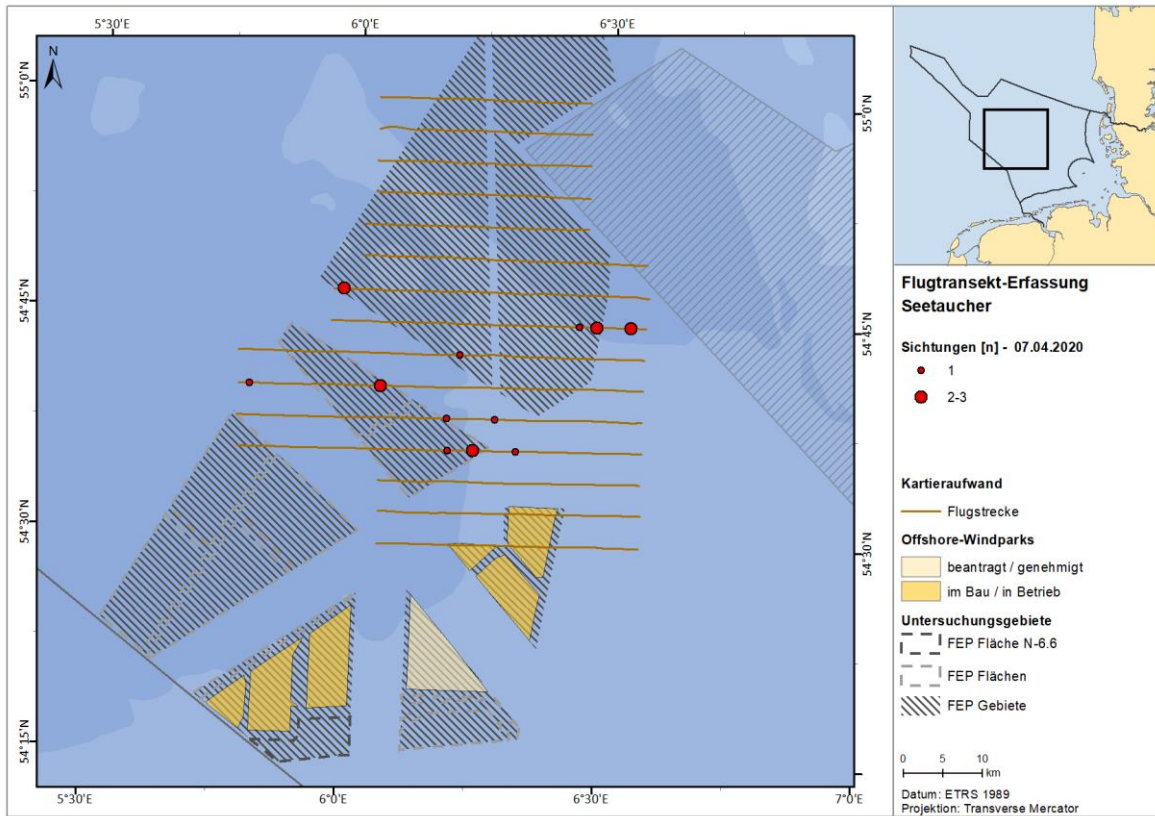 5°30'E
6°0'E
6°30'E
N
55°0'N
54°45'N
54°30'N
54°15'N
55°0'N
54°45'N
54°30'N
5°30'E
6°0'E
6°30'E
7°0'E
Flugtransekt-Erfassung
Seetaucher
Sichtungen [n] - 07.04.2020
1
2-3
Kartieraufwand
Flugstrecke
Offshore-Windparks
beantragt / genehmigt
im Bau / in Betrieb
Untersuchungsgebiete
FEP Fläche N-6.6
FEP Flächen
FEP Gebiete
0 5 10
km
Datum: ETRS 1989
Projektion: Transverse Mercator